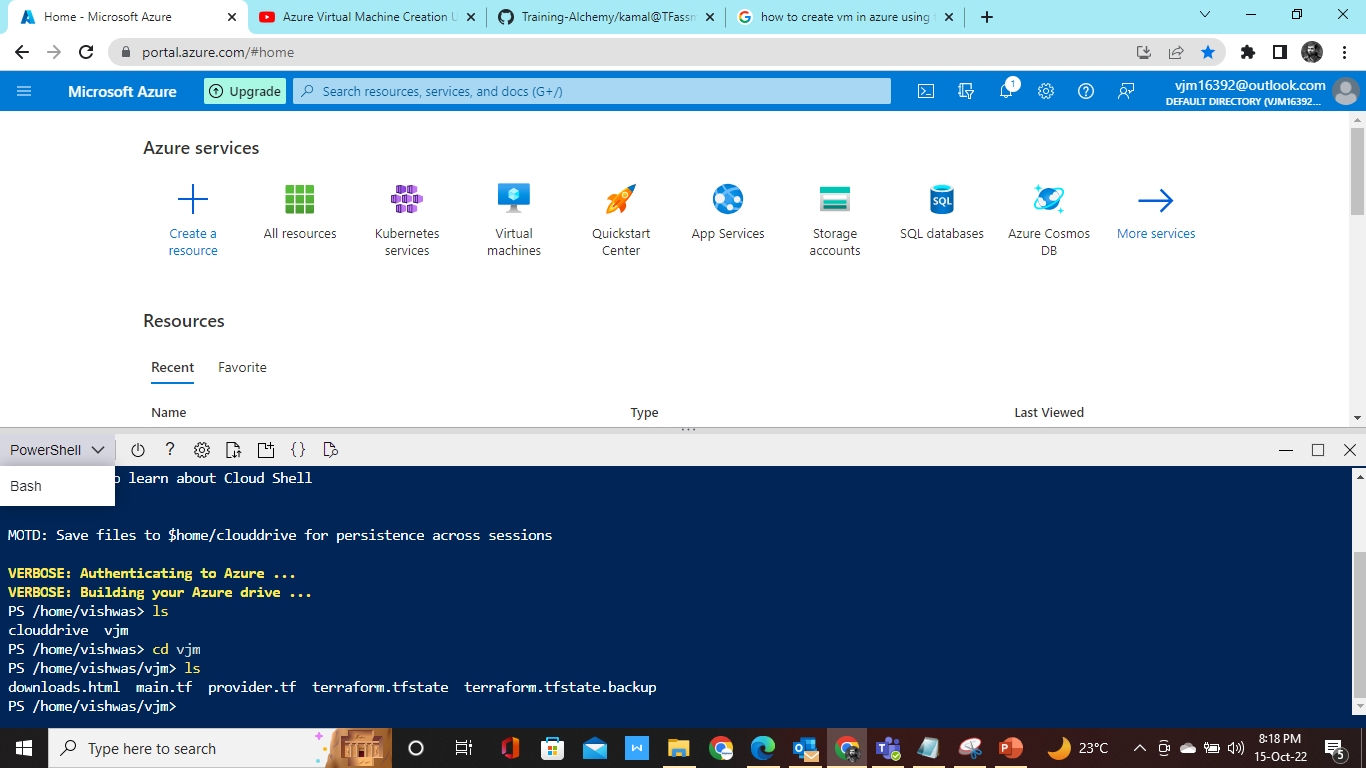 Home - Microsoft Azure
Azure Virtual Machine Creation U
Training-Alchemy/kamal@TFassm
how to create vm in azure using
portal.azure.com/#home
Microsoft Azure
Upgrade
Search resources, services, and docs (G+/)
1
vjm16392@outlook.com
DEFAULT DIRECTORY (VJM16392...
Azure services
Create a resource
All resources
Kubernetes services
Virtual machines
Quickstart Center
App Services
Storage accounts
SQL
SQL databases
Azure Cosmos DB
More services
Resources
Recent
Favorite
Name
Type
Last Viewed
PowerShell
?
{}
Bash
learn about Cloud Shell
MOTD: Save files to $home/clouddrive for persistence across sessions
VERBOSE: Authenticating to Azure ...
VERBOSE: Building your Azure drive ...
PS /home/vishwas> ls
clouddrive  vjm
PS /home/vishwas> cd vjm
PS /home/vishwas/vjm> ls
downloads.html  main.tf  provider.tf  terraform.tfstate  terraform.tfstate.backup
PS /home/vishwas/vjm>
Type here to search
23°C
8:18 PM
15-Oct-22
5